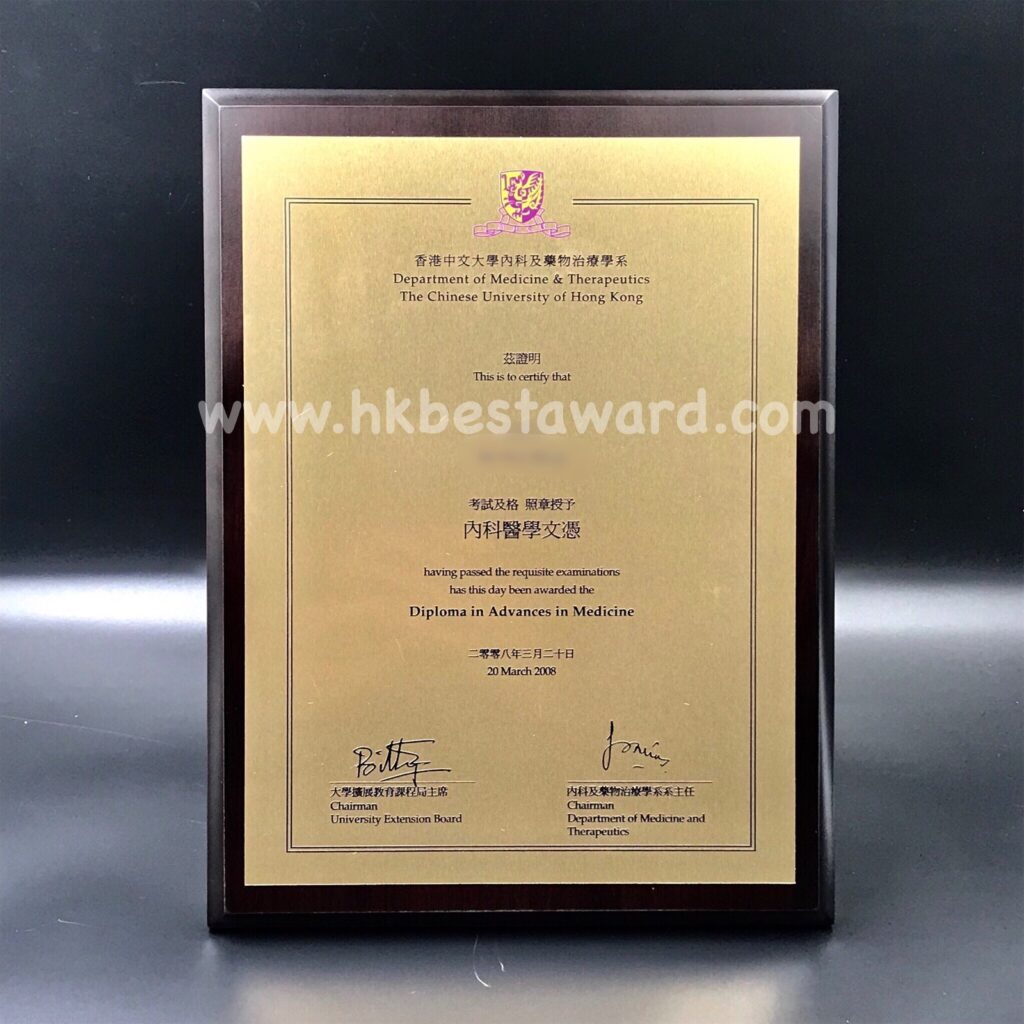 香港中文大學內科及藥物治療學系
Department of Medicine & Therapeutics
The Chinese University of Hong Kong
茲證明
This is to certify that
www.hkbestaward.com
考試及格 照章授予
內科醫學文憑
having passed the requisite examinations
has this day been awarded the
Diploma in Advances in Medicine
二零零八年三月二十日
20 March 2008
大學擴展教育課程局主席
Chairman
University Extension Board
內科及藥物治療學系系主任
Chairman
Department of Medicine and
Therapeutics